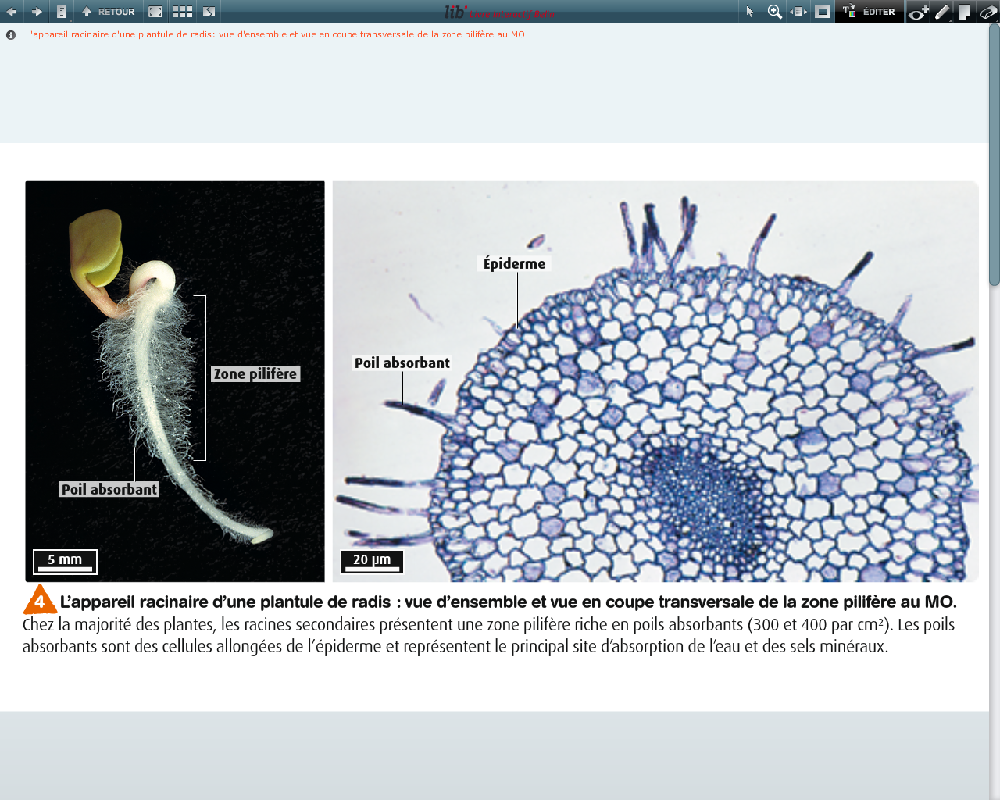 RETOUR
lib' Livre Interactif Belin
ÉDITER
L'appareil racinaire d'une plantule de radis: vue d'ensemble et vue en coupe transversale de la zone pilifère au MO
Épiderme
Poil absorbant
Zone pilifère
Poil absorbant
5 mm
20 µm
4 L'appareil racinaire d'une plantule de radis : vue d'ensemble et vue en coupe transversale de la zone pilifère au MO.
Chez la majorité des plantes, les racines secondaires présentent une zone pilifère riche en poils absorbants (300 et 400 par cm²). Les poils
absorbants sont des cellules allongées de l'épiderme et représentent le principal site d'absorption de l'eau et des sels minéraux.